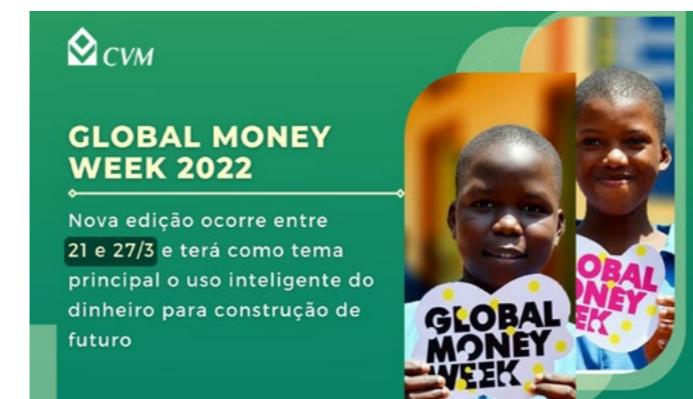 CVM
GLOBAL MONEY
WEEK 2022
Nova edição ocorre entre
21 e 27/3 e terá como tema
principal o uso inteligente do
dinheiro para construção de
futuro
GLOBAL
MONEY
WEEK
OBAL
ONEY
EK